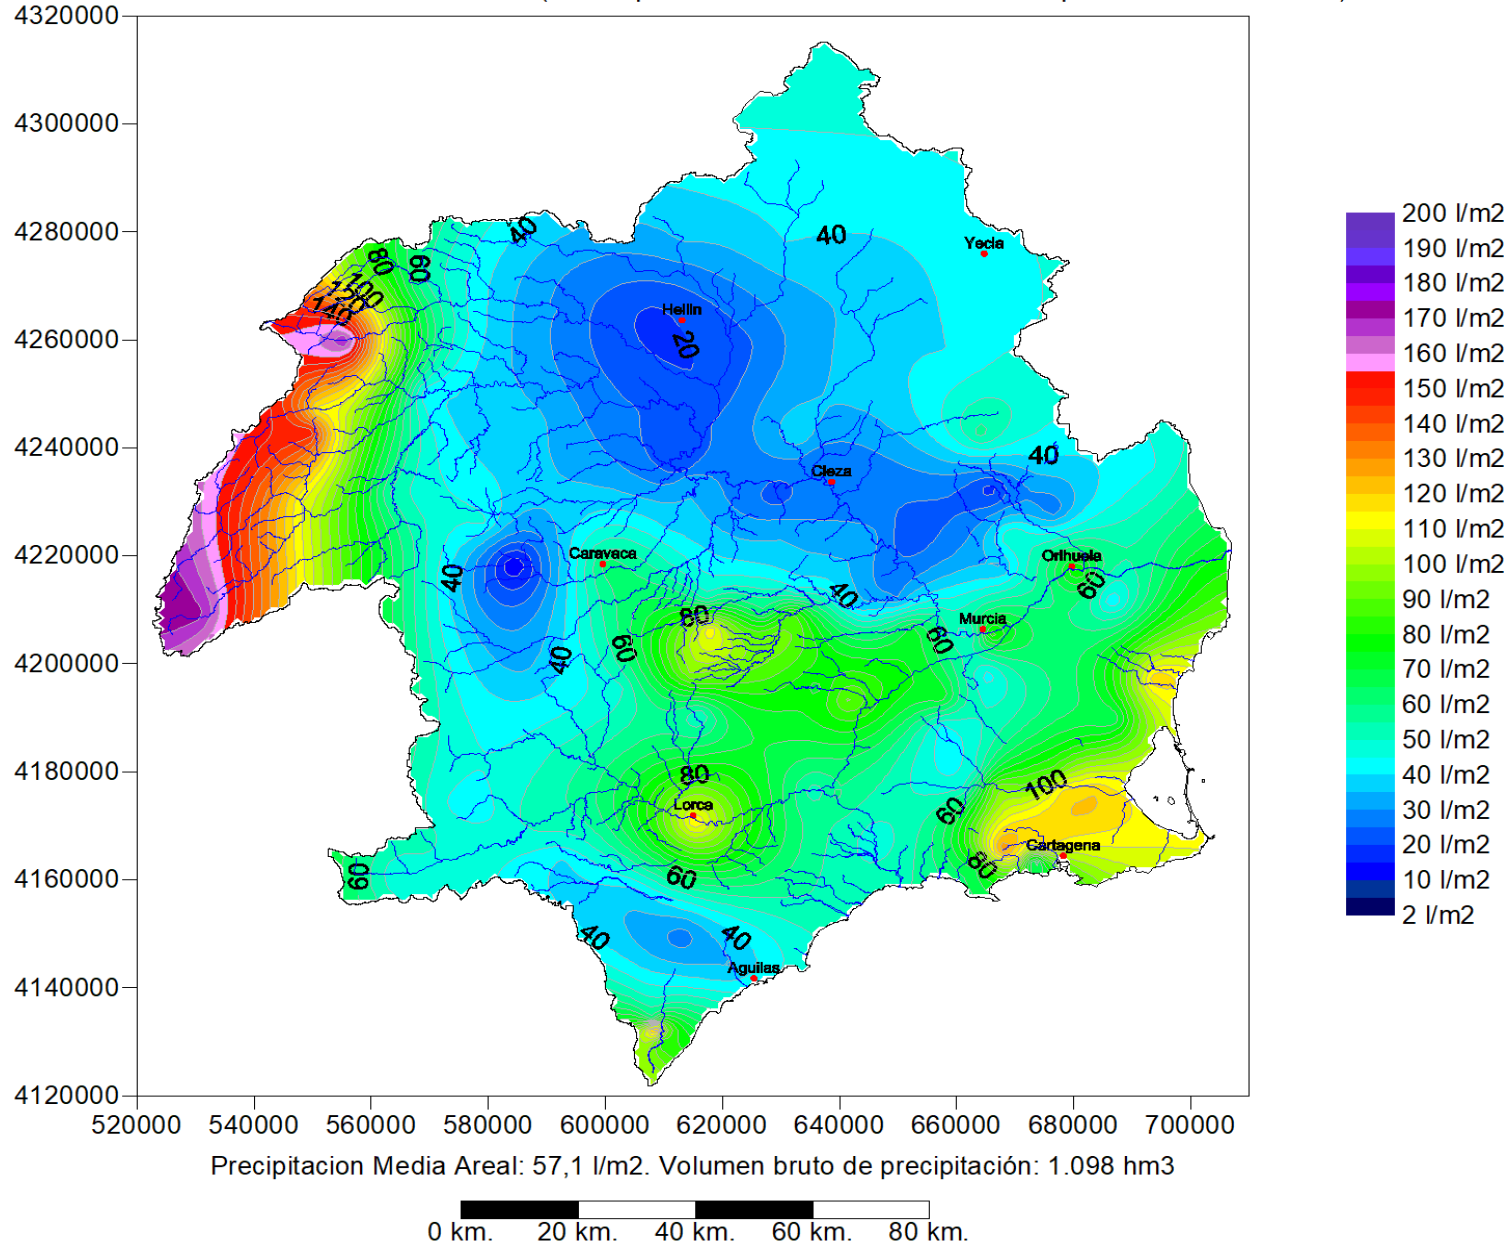 4320000
4300000
4280000
4260000
4240000
4220000
4200000
4180000
4160000
4140000
4120000
520000 540000 560000 580000 600000 620000 640000 660000 680000 700000
40
40
Yecla
80
60
100
120
140
Hellin
20
40
Cieza
Caravaca
Orihuela
40
60
40
80
Murcia
60
60
40
80
100
Lorca
60
Cartagena
80
60
60
40
40
Aguilas
200 l/m2
190 l/m2
180 l/m2
170 l/m2
160 l/m2
150 l/m2
140 l/m2
130 l/m2
120 l/m2
110 l/m2
100 l/m2
90 l/m2
80 l/m2
70 l/m2
60 l/m2
50 l/m2
40 l/m2
30 l/m2
20 l/m2
10 l/m2
2 l/m2
Precipitacion Media Areal: 57,1 l/m2. Volumen bruto de precipitación: 1.098 hm3
0 km. 20 km. 40 km. 60 km. 80 km.